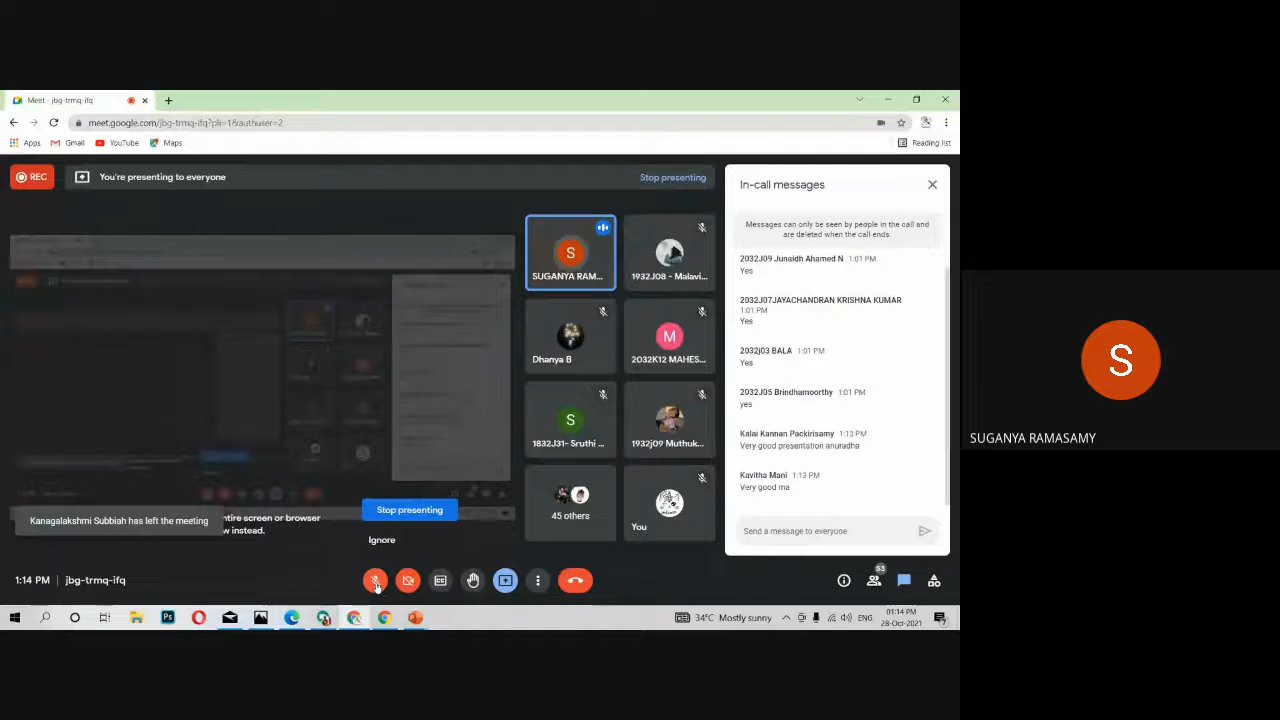 Meet - jbg-trmq-ifq
meet.google.com/jbg-trmq-ifq?pli=1&authuser=2
Apps Gmail YouTube Maps Reading list
REC You're presenting to everyone Stop presenting
In-call messages
Messages can only be seen by people in the call and
are deleted when the call ends.
2032J09 Junaidh Ahamed N 1:01 PM
Yes
2032J07JAYACHANDRAN KRISHNA KUMAR
1:01 PM
Yes
2032j03 BALA 1:01 PM
Yes
2032J05 Brindhamoorthy 1:01 PM
yes
Kalai Kannan Packirisamy 1:13 PM
Very good presentation anuradha
Kavitha Mani 1:13 PM
Very good ma
Send a message to everyone
S
SUGANYA RAM...
1932J08 - Malavi...
Dhanya B
M
2032K12 MAHES...
S
1832J31- Sruthi ...
1932j09 Muthuk...
45 others
You
Kanagalakshmi Subbiah has left the meeting
ntire screen or browser
w instead.
Stop presenting
Ignore
1:14 PM | jbg-trmq-ifq
53
34°C Mostly sunny ENG 01:14 PM
28-Oct-2021
S
SUGANYA RAMASAMY